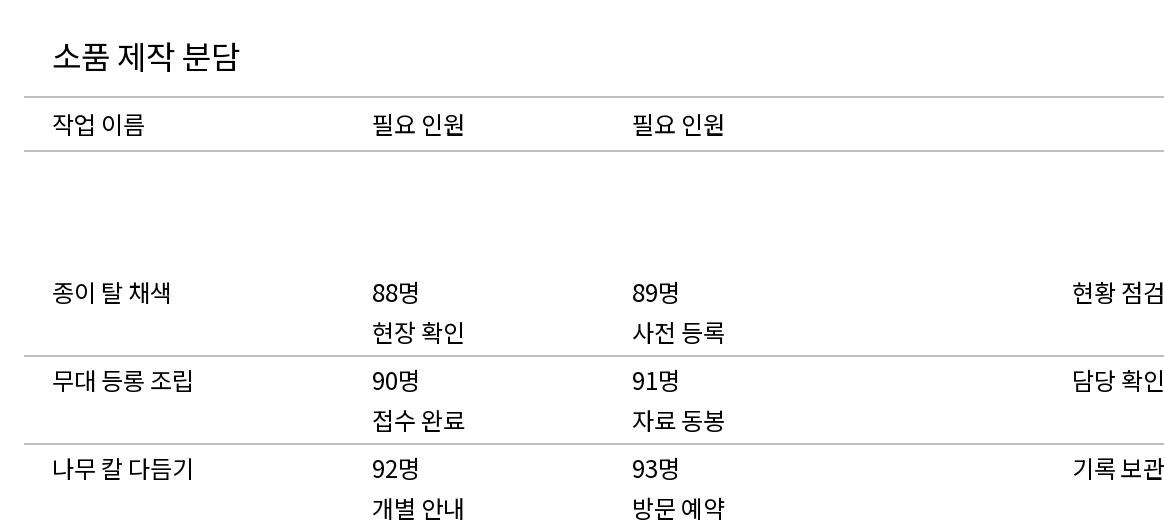 소품 제작 분담
작업 이름 필요 인원 필요 인원
종이 탈 채색 88명 89명 현황 점검
현장 확인 사전 등록
무대 등롱 조립 90명 91명 담당 확인
접수 완료 자료 동봉
나무 칼 다듬기 92명 93명 기록 보관
개별 안내 방문 예약